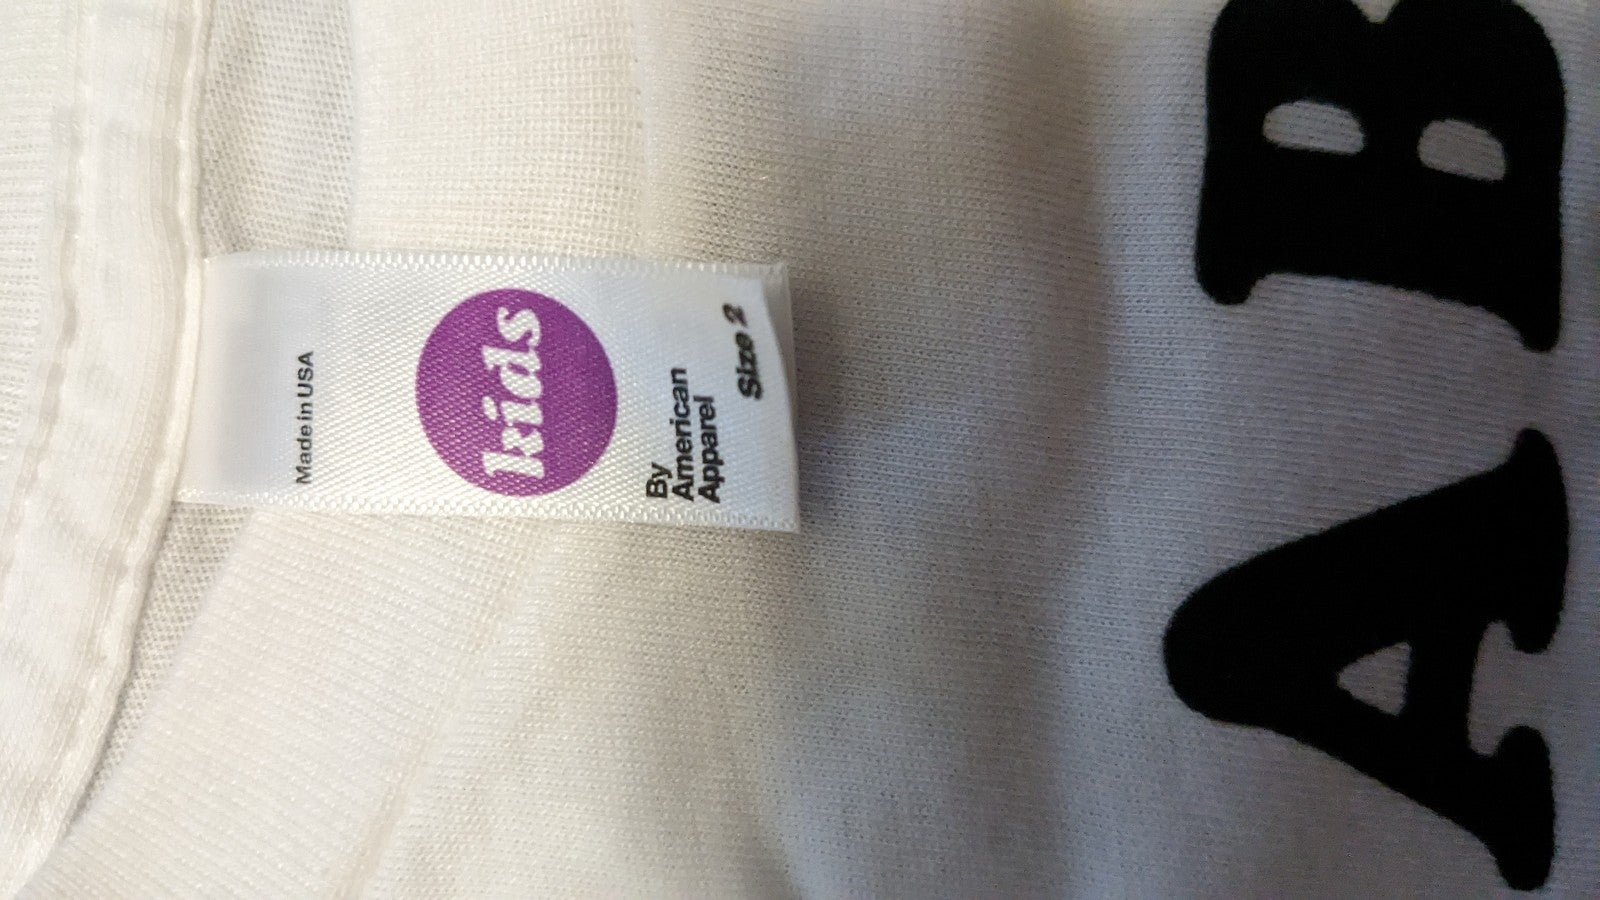 Made in USA
kids
By
American
Apparel
Size 2
AB